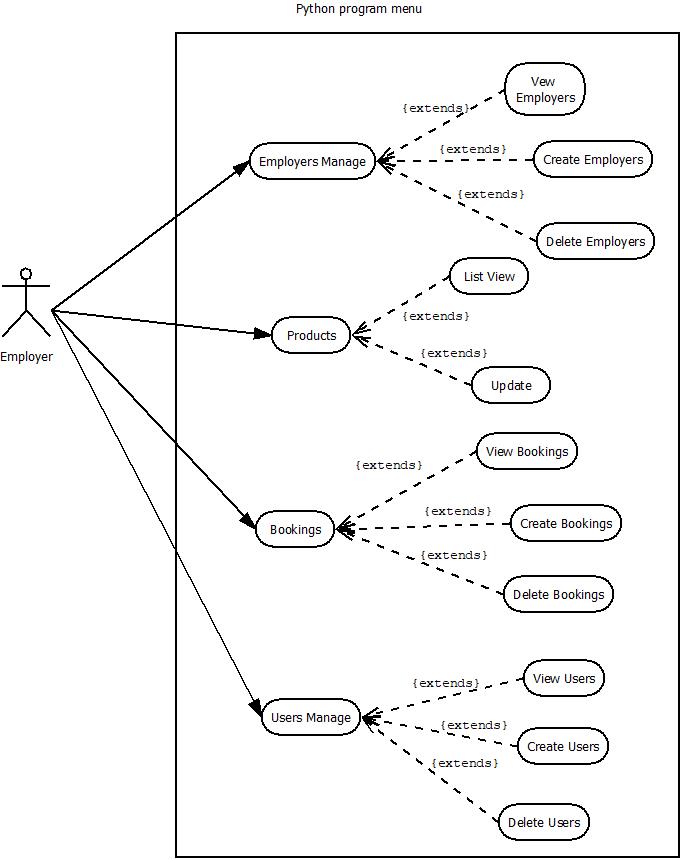 Python program menu
Vew
Employers
{extends}
Employers Manage
{extends}
Create Employers
{extends}
Delete Employers
List View
{extends}
Products
{extends}
Update
Employer
View Bookings
{extends}
{extends}
Create Bookings
Bookings
{extends}
Delete Bookings
View Users
{extends}
Users Manage
{extends}
Create Users
{extends}
Delete Users